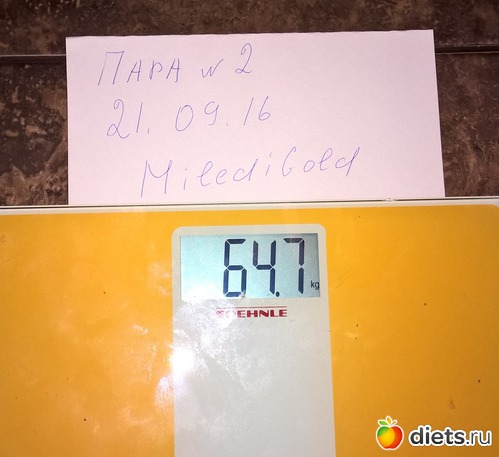 ПАРА №2
21.09.16
MilediGold
64.7
kg
SOEHNLE
diets.ru